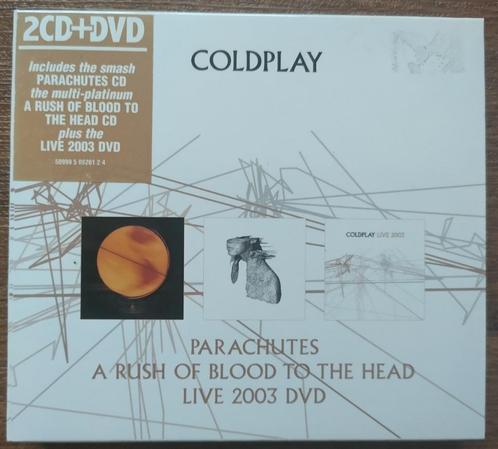 2CD+DVD
Includes the smash
PARACHUTES CD
the multi-platinum
A RUSH OF BLOOD TO
THE HEAD CD
plus the
LIVE 2003 DVD
COLDPLAY
COLDPLAY LIVE 2003
PARACHUTES
A RUSH OF BLOOD TO THE HEAD
LIVE 2003 DVD